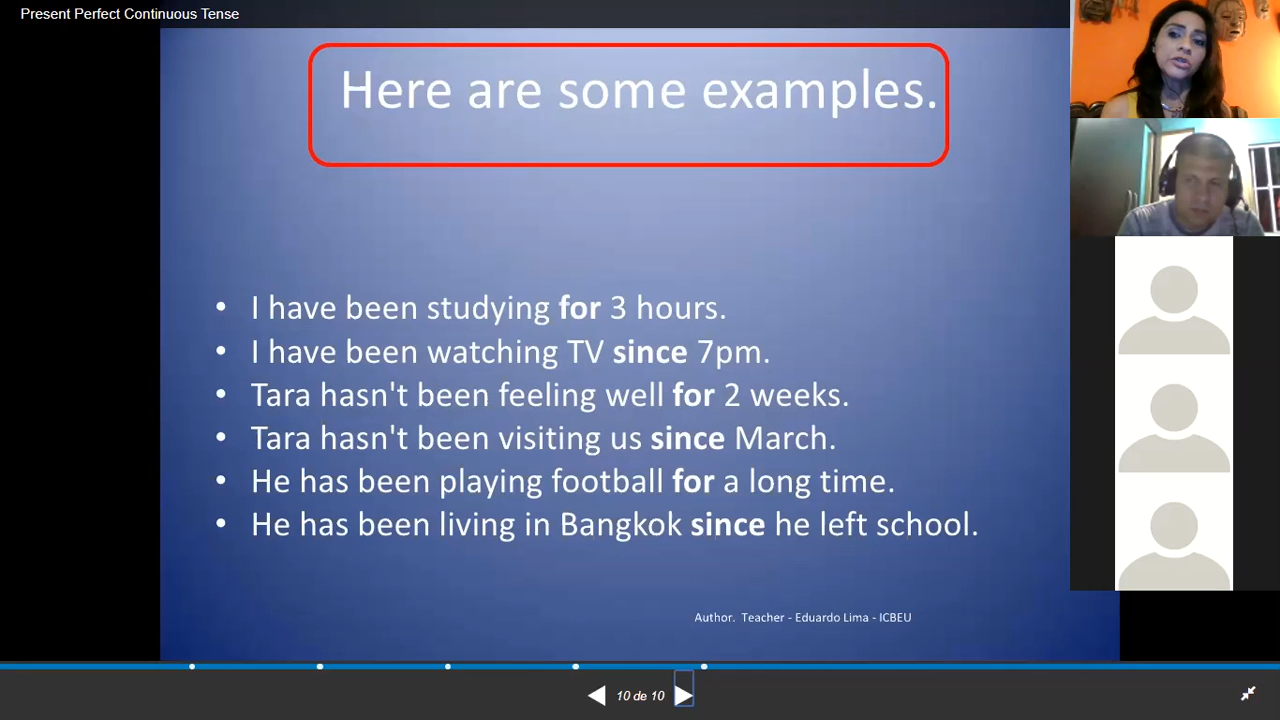 Present Perfect Continuous Tense
Here are some examples.
• I have been studying for 3 hours.
• I have been watching TV since 7pm.
• Tara hasn't been feeling well for 2 weeks.
• Tara hasn't been visiting us since March.
• He has been playing football for a long time.
• He has been living in Bangkok since he left school.
Author. Teacher - Eduardo Lima - ICBEU
10 de 10